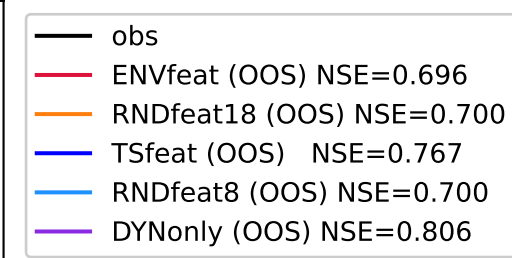 obs
ENVfeat (OOS) NSE=0.696
RNDfeat18 (OOS) NSE=0.700
TSfeat (OOS)   NSE=0.767
RNDfeat8 (OOS) NSE=0.700
DYNonly (OOS) NSE=0.806